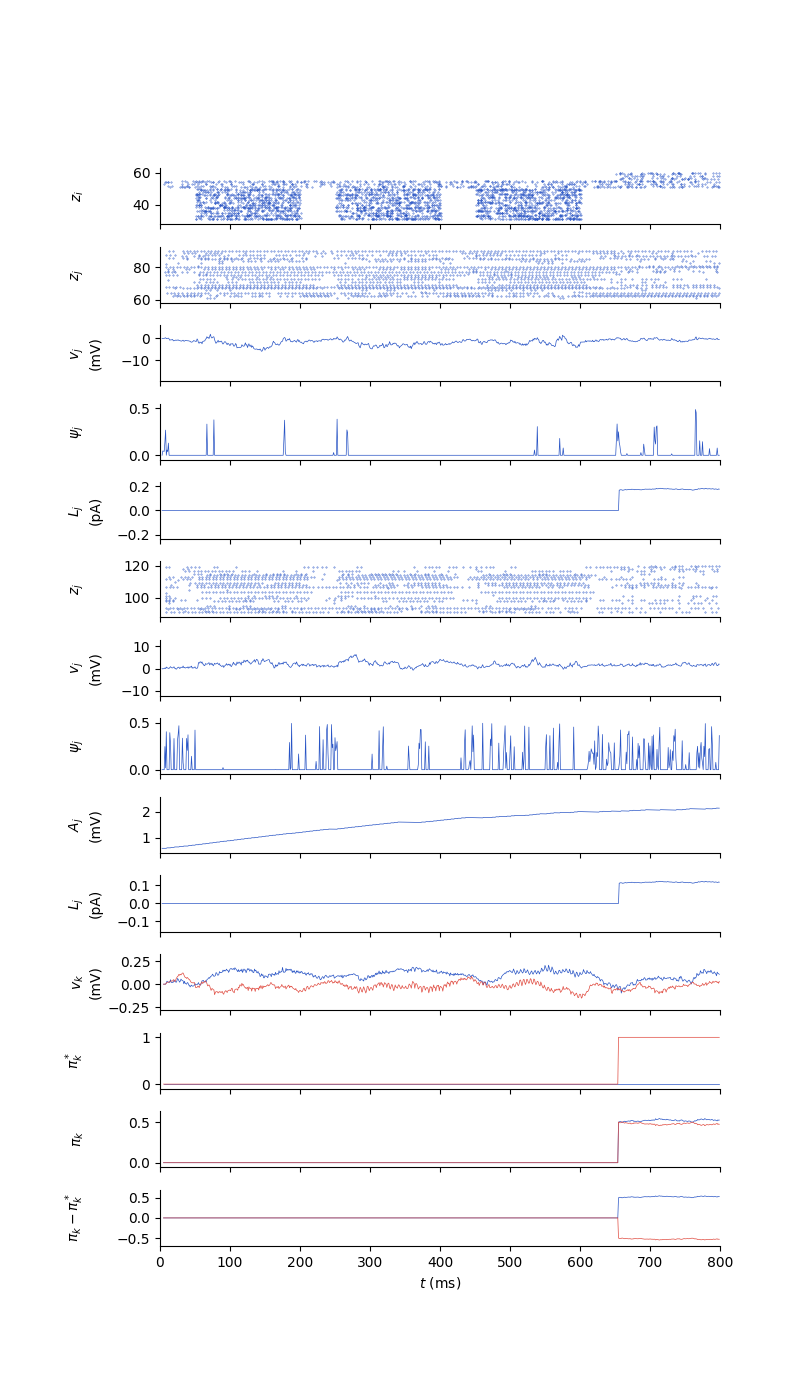 60
40
z_i
80
60
z_j
0
−10
v_j
(mV)
0.5
0.0
ψ_j
0.2
0.0
−0.2
L_j
(pA)
120
100
z_j
10
0
−10
v_j
(mV)
0.5
0.0
ψ_j
2
1
A_j
(mV)
0.1
0.0
−0.1
L_j
(pA)
0.25
0.00
−0.25
v_k
(mV)
1
0
π_k^*
0.5
0.0
π_k
0.5
0.0
−0.5
π_k − π_k^*
0 100 200 300 400 500 600 700 800
t (ms)